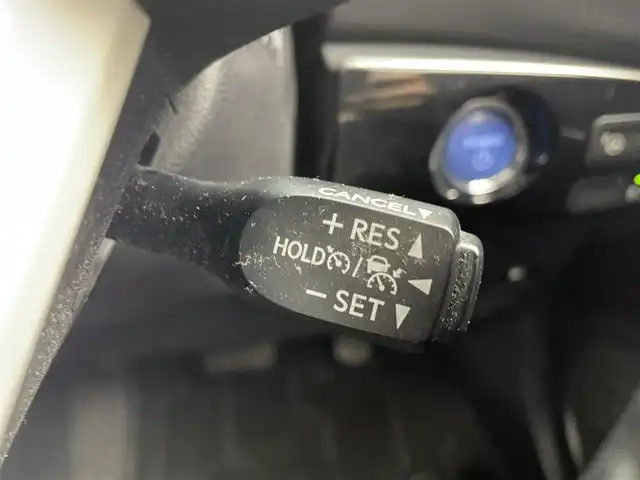 CANCEL▼
+ RES ▲
HOLD /
- SET ▼